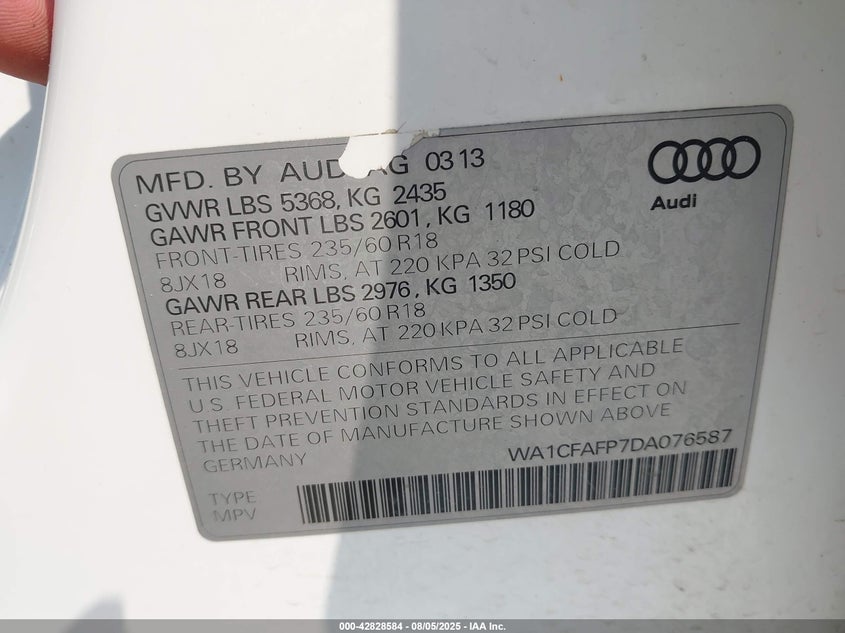 MFD. BY AUDI AG 0313
Audi
GVWR LBS 5368, KG 2435
GAWR FRONT LBS 2601, KG 1180
FRONT-TIRES 235/60 R18
8JX18 RIMS, AT 220 KPA 32 PSI COLD
GAWR REAR LBS 2976, KG 1350
REAR-TIRES 235/60 R18
8JX18 RIMS, AT 220 KPA 32 PSI COLD
THIS VEHICLE CONFORMS TO ALL APPLICABLE
U.S. FEDERAL MOTOR VEHICLE SAFETY AND
THEFT PREVENTION STANDARDS IN EFFECT ON
THE DATE OF MANUFACTURE SHOWN ABOVE
GERMANY WA1CFAFP7DA076587
TYPE
MPV
000-42828584 - 08/05/2025 - IAA Inc.